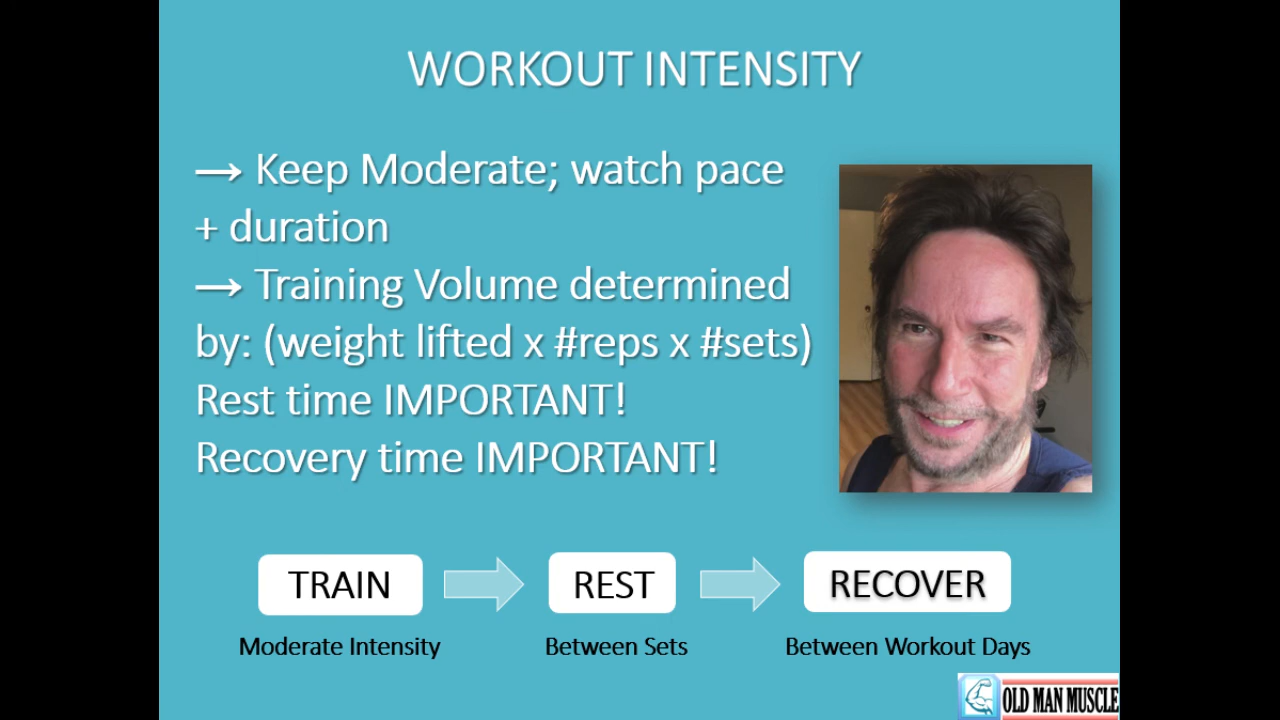 WORKOUT INTENSITY
→ Keep Moderate; watch pace
+ duration
→ Training Volume determined
by: (weight lifted x #reps x #sets)
Rest time IMPORTANT!
Recovery time IMPORTANT!
TRAIN
REST
RECOVER
Moderate Intensity
Between Sets
Between Workout Days
OLD MAN MUSCLE